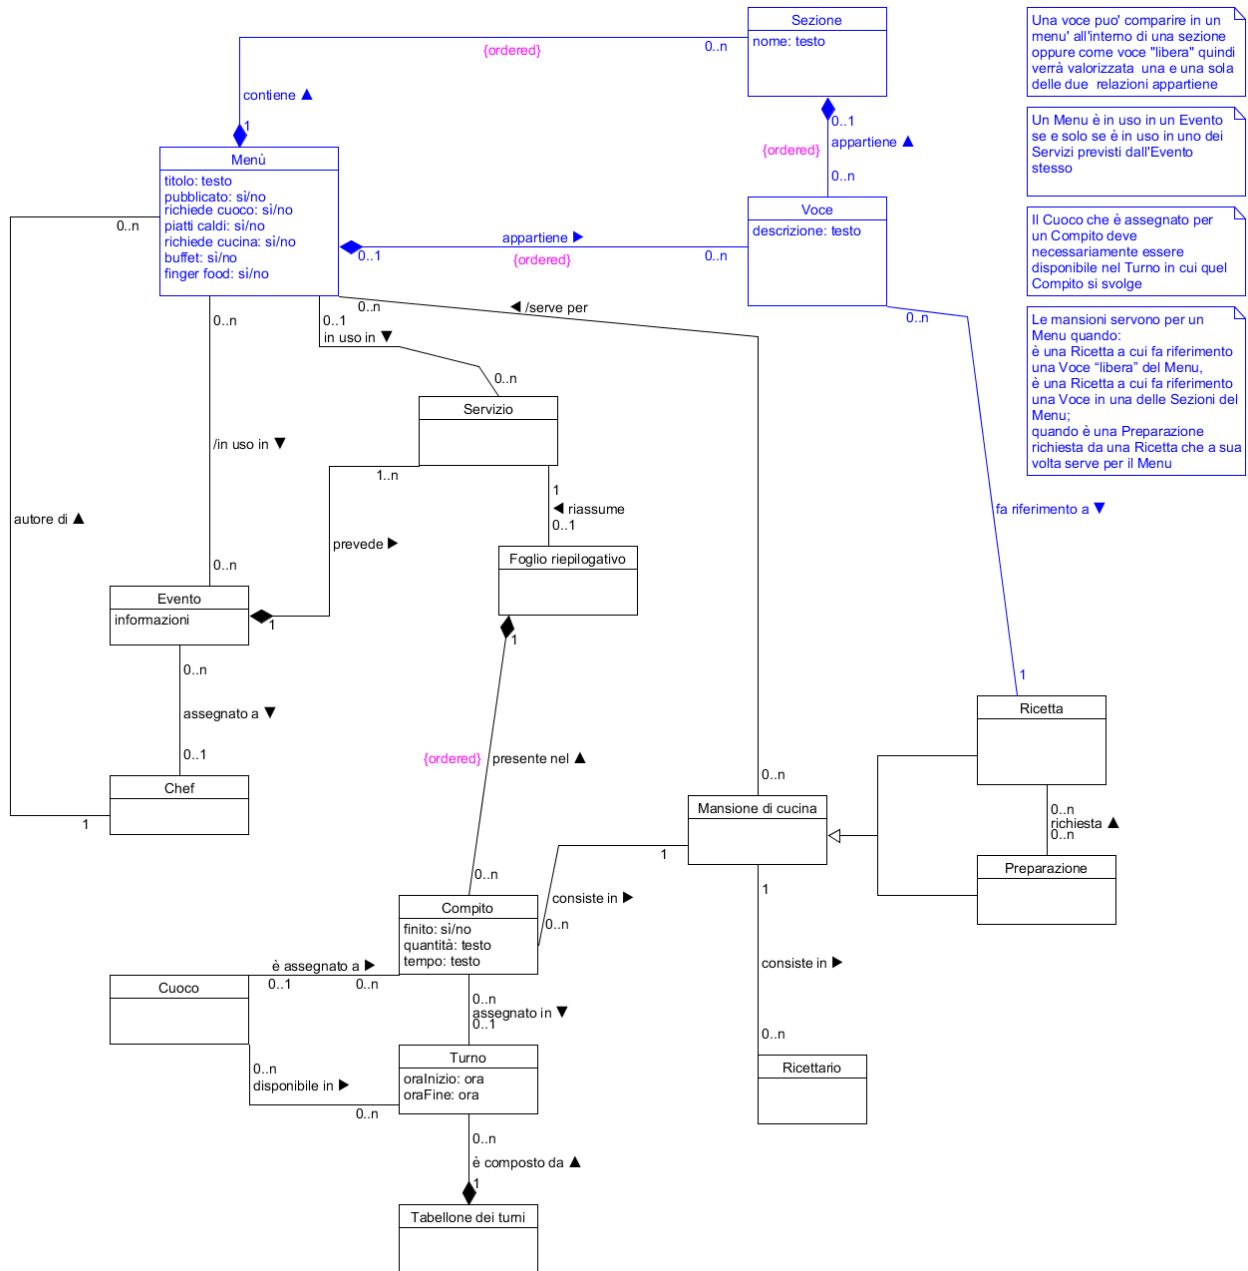 Sezione
nome: testo
{ordered}
0..n
contiene ▲
1
0..1
appartiene ▲
{ordered}
0..n
Menù
titolo: testo
pubblicato: sì/no
richiede cuoco: sì/no
piatti caldi: sì/no
richiede cucina: sì/no
buffet: sì/no
finger food: sì/no
0..n
Voce
descrizione: testo
appartiene ►
0..1
{ordered}
0..n
Una voce puo' comparire in un
menu' all'interno di una sezione
oppure come voce "libera" quindi
verrà valorizzata una e una sola
delle due relazioni appartiene
Un Menu è in uso in un Evento
se e solo se è in uso in uno dei
Servizi previsti dall'Evento
stesso
Il Cuoco che è assegnato per
un Compito deve
necessariamente essere
disponibile nel Turno in cui quel
Compito si svolge
Le mansioni servono per un
Menu quando:
è una Ricetta a cui fa riferimento
una Voce “libera” del Menu,
è una Ricetta a cui fa riferimento
una Voce in una delle Sezioni del
Menu;
quando è una Preparazione
richiesta da una Ricetta che a sua
volta serve per il Menu
0..n
0..1
in uso in ▼
0..n
◄ /serve per
0..n
0..n
Servizio
/in uso in ▼
1..n
1
◄ riassume
0..1
fa riferimento a ▼
autore di ▲
prevede ►
Foglio riepilogativo
0..n
Evento
informazioni
1
1
0..n
assegnato a ▼
0..1
1
Ricetta
{ordered}
presente nel ▲
0..n
Chef
1
Mansione di cucina
0..n
richiesta ▲
0..n
1
Preparazione
0..n
1
consiste in ►
0..n
Compito
finito: sì/no
quantità: testo
tempo: testo
è assegnato a ►
0..1
0..n
Cuoco
consiste in ►
0..n
assegnato in ▼
0..1
0..n
Turno
oraInizio: ora
oraFine: ora
Ricettario
0..n
disponibile in ►
0..n
0..n
è composto da ▲
1
Tabellone dei turni